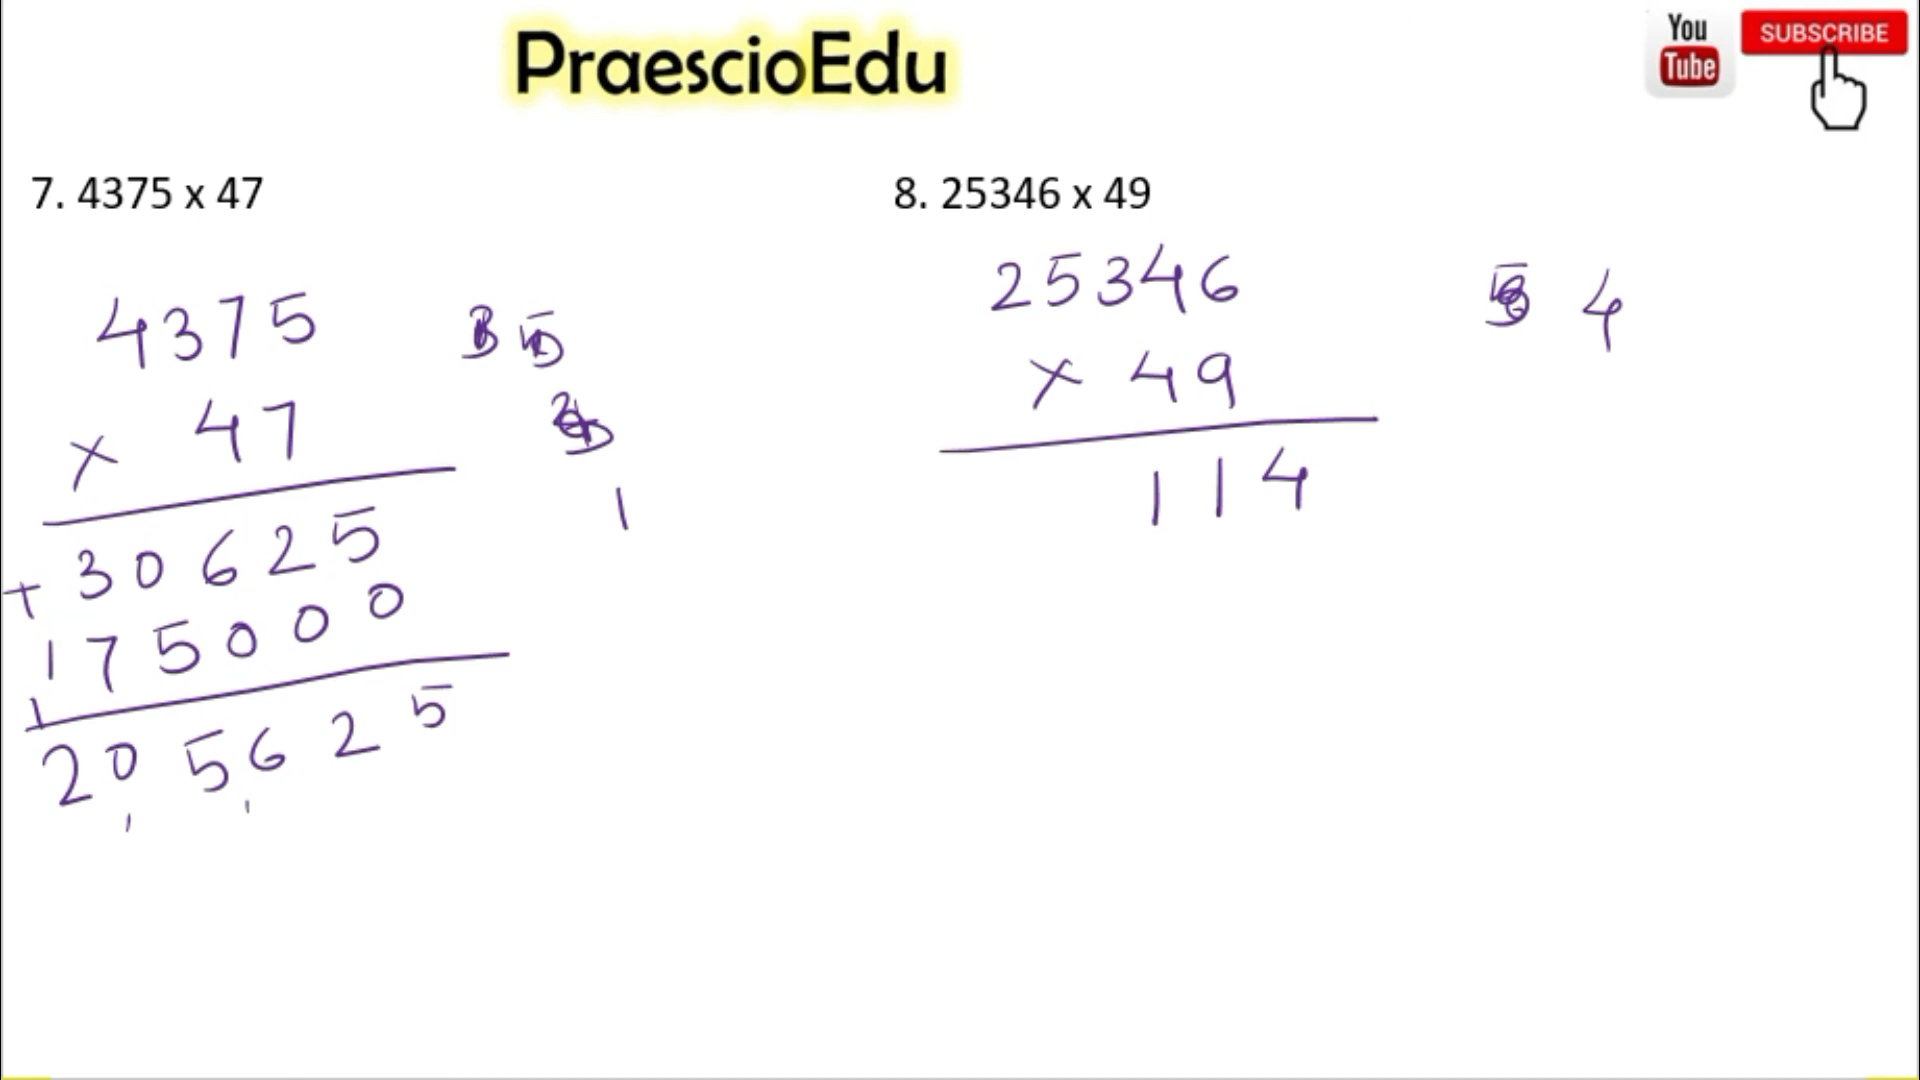 PraescioEdu
You
Tube
SUBSCRIBE
7. 4375 x 47
4375
x 47
30625
+
175000
1
205625
1
8. 25346 x 49
25346
x 49
114
4